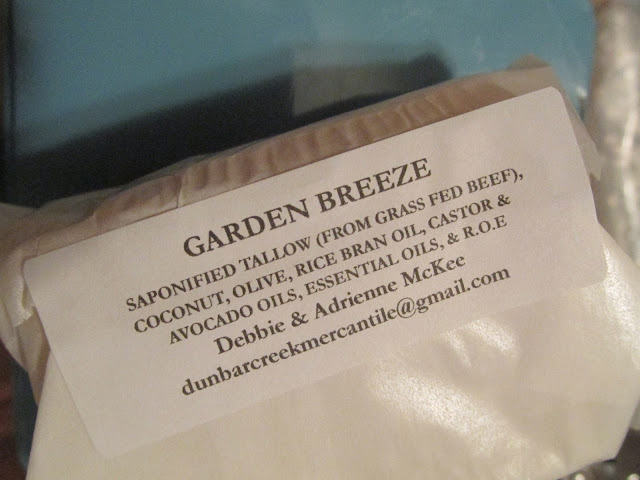 GARDEN BREEZE
SAPONIFIED TALLOW (FROM GRASS FED BEEF),
COCONUT, OLIVE, RICE BRAN OIL, CASTOR &
AVOCADO OILS, ESSENTIAL OILS, & R.O.E
Debbie & Adrienne McKee
dunbarcreekmercantile@gmail.com